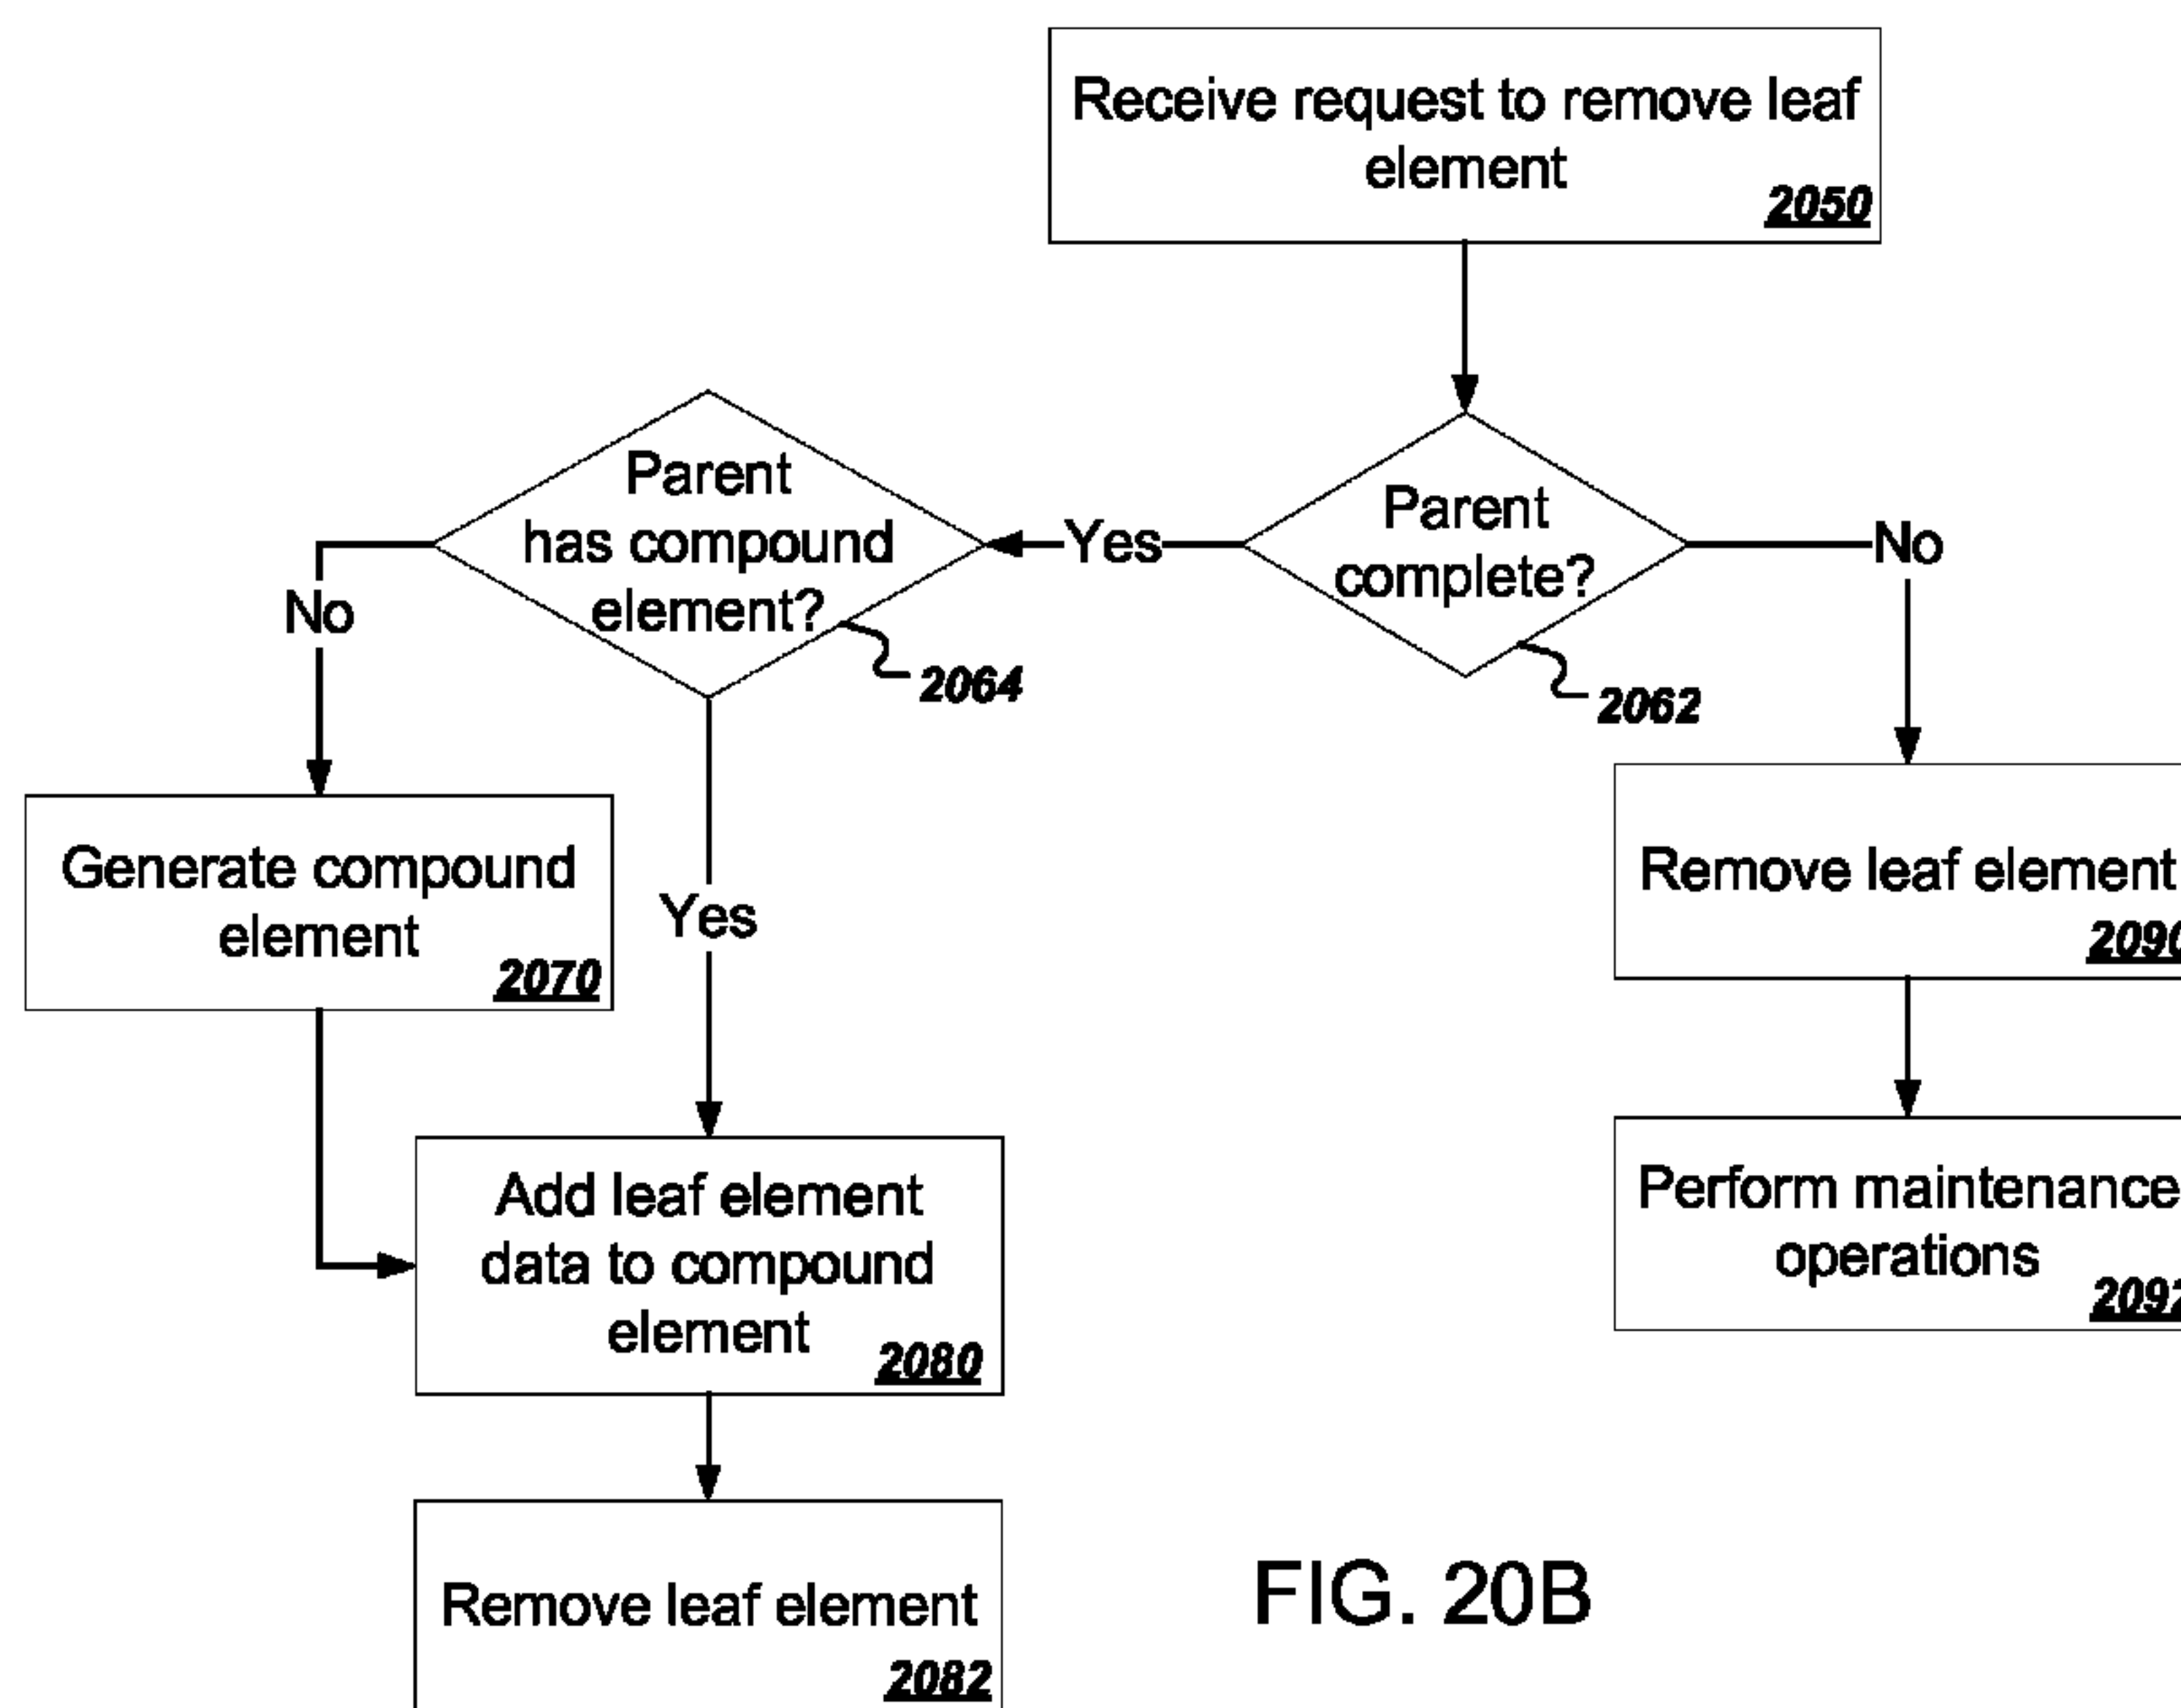 Receive request to remove leaf
element
2050
Parent
has compound
element?
2064
Yes
Parent
complete?
2062
No
No
Generate compound
element
2070
Yes
Remove leaf element
2090
Add leaf element
data to compound
element
2080
Perform maintenance
operations
2092
Remove leaf element
2082
FIG. 20B